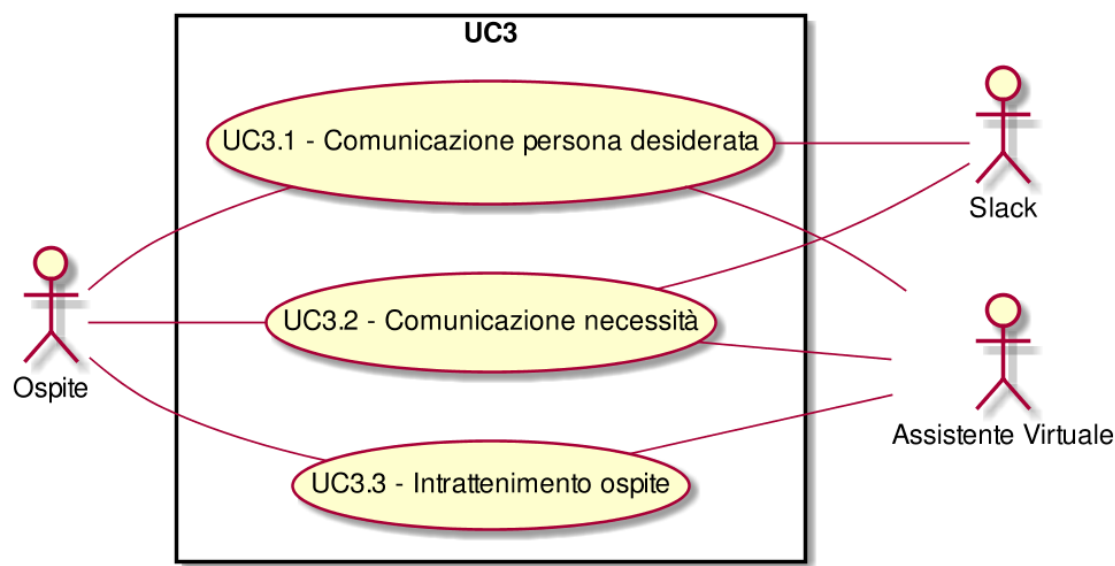 UC3
UC3.1 - Comunicazione persona desiderata
Slack
UC3.2 - Comunicazione necessità
Ospite
Assistente Virtuale
UC3.3 - Intrattenimento ospite